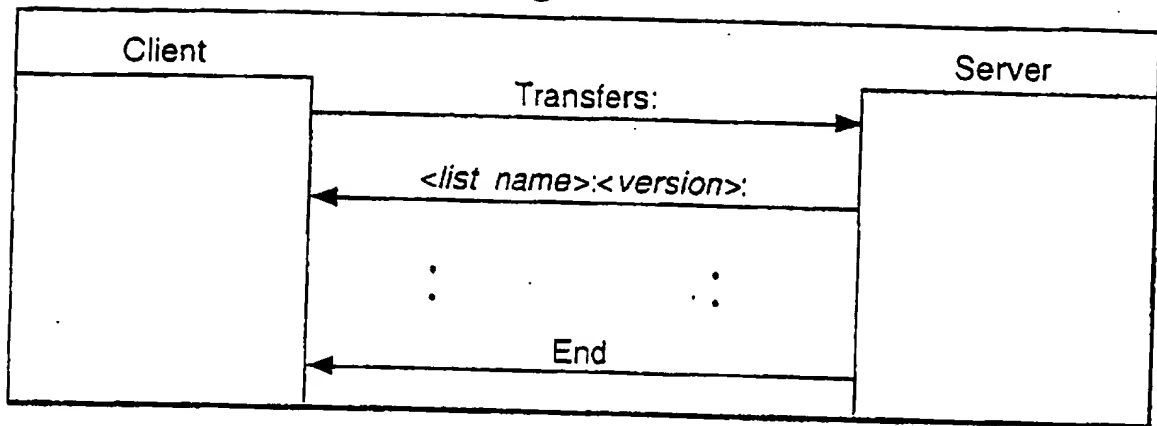 Client
Server
Transfers:
<list name>:<version>:
: :
End